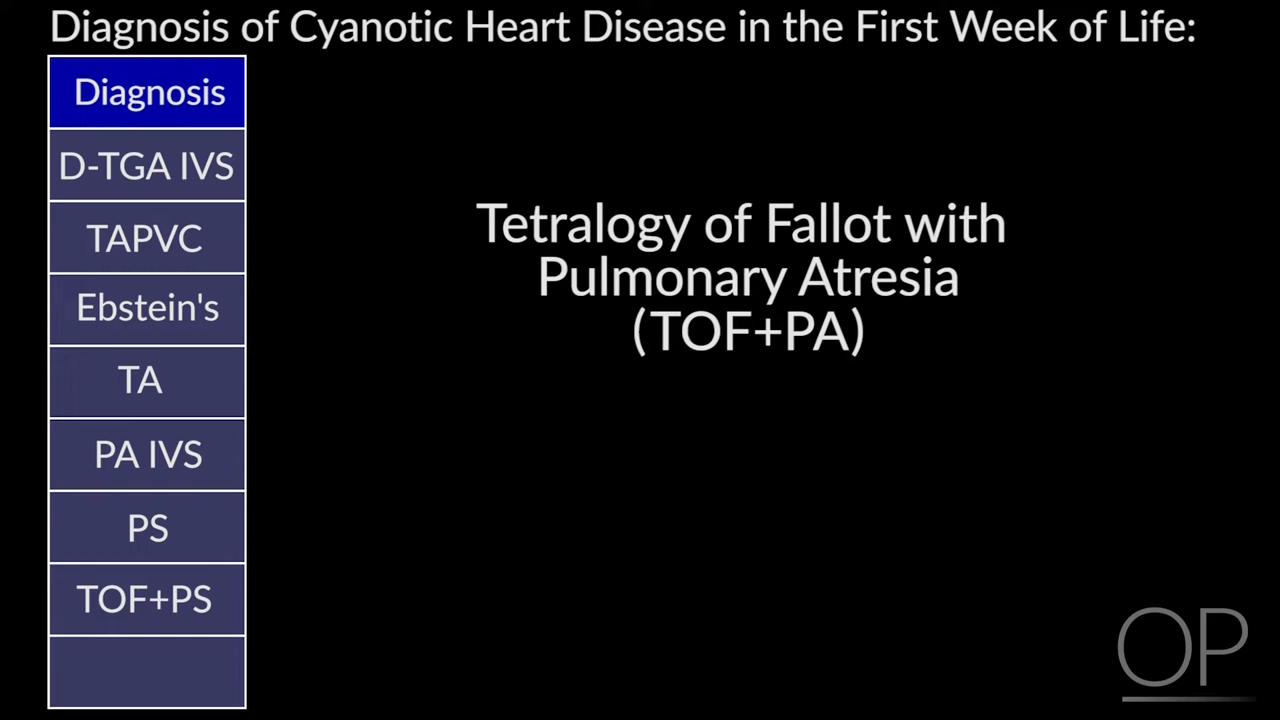 Diagnosis of Cyanotic Heart Disease in the First Week of Life:
Diagnosis
D-TGA IVS
TAPVC
Ebstein's
TA
PA IVS
PS
TOF+PS
Tetralogy of Fallot with
Pulmonary Atresia
(TOF+PA)
OP